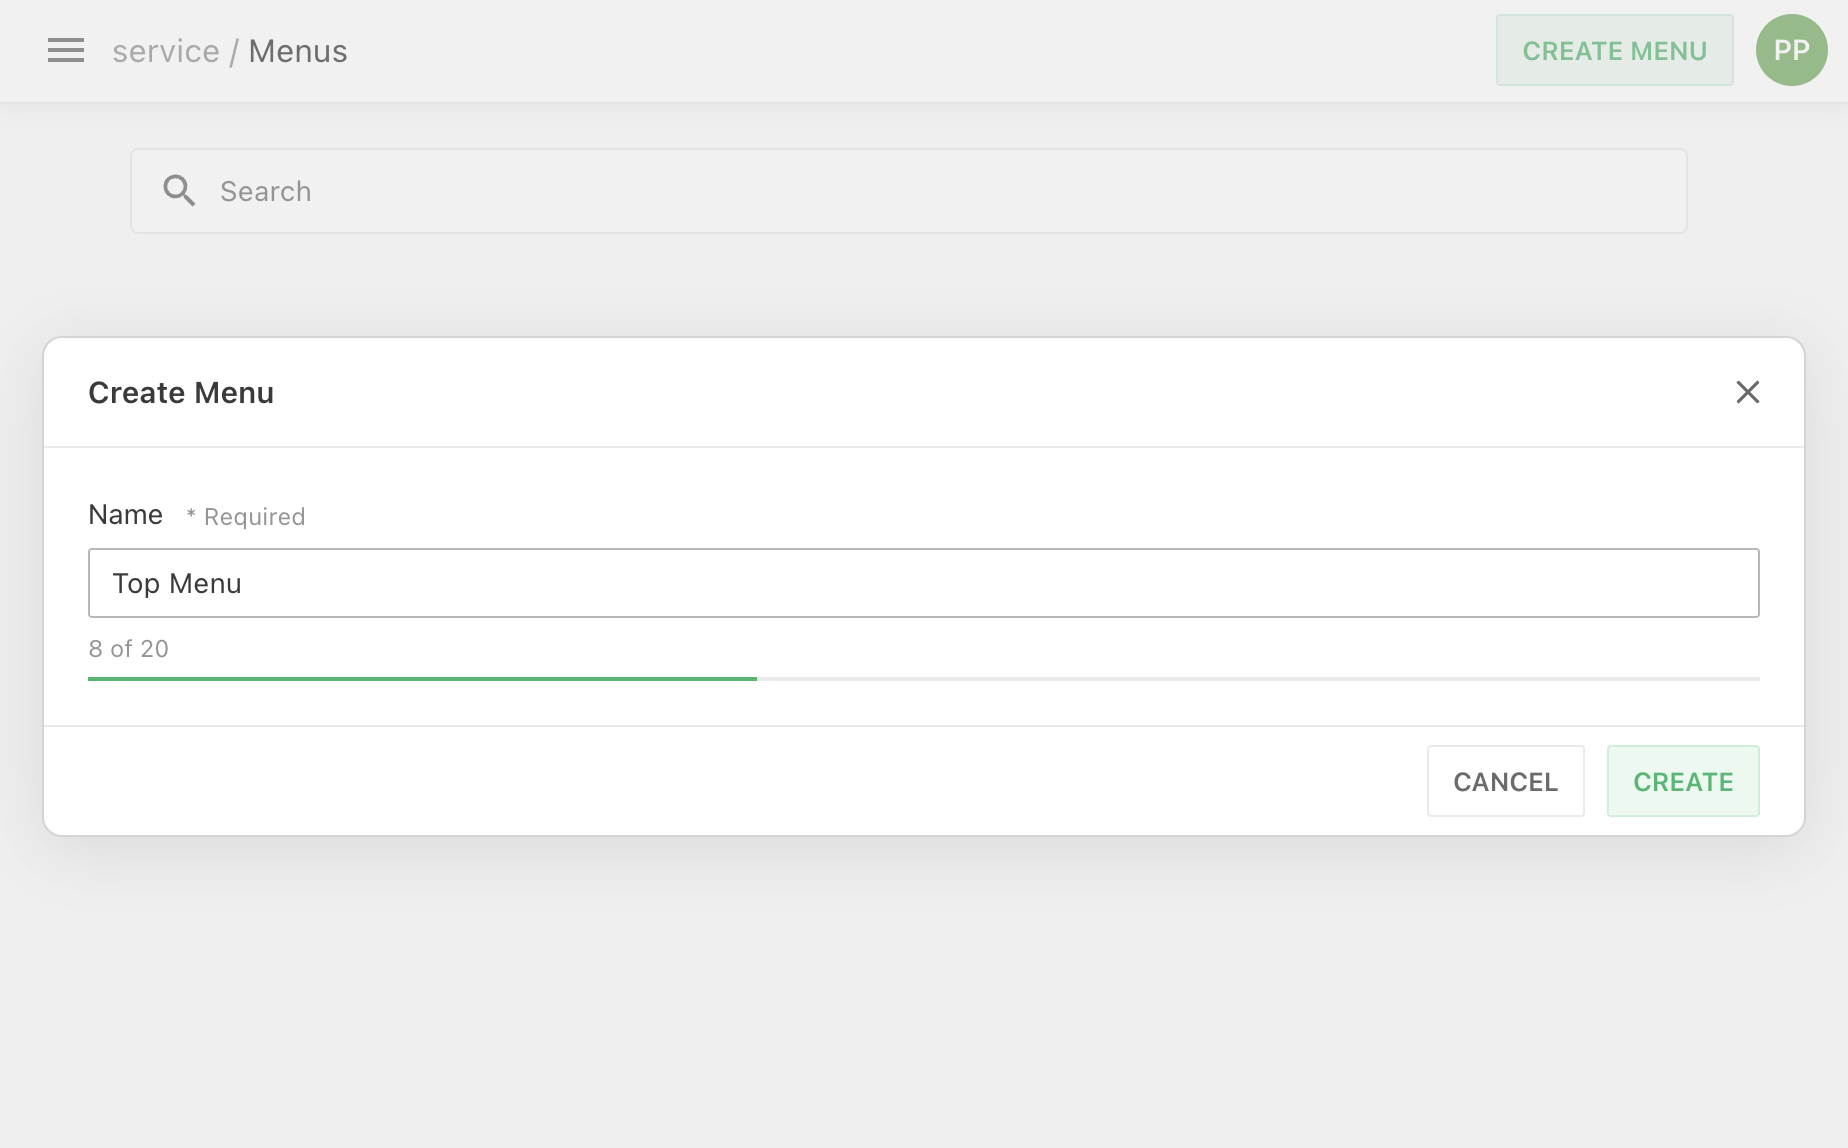 service / Menus
CREATE MENU
PP
Search
Create Menu
Name * Required
Top Menu
8 of 20
CANCEL
CREATE